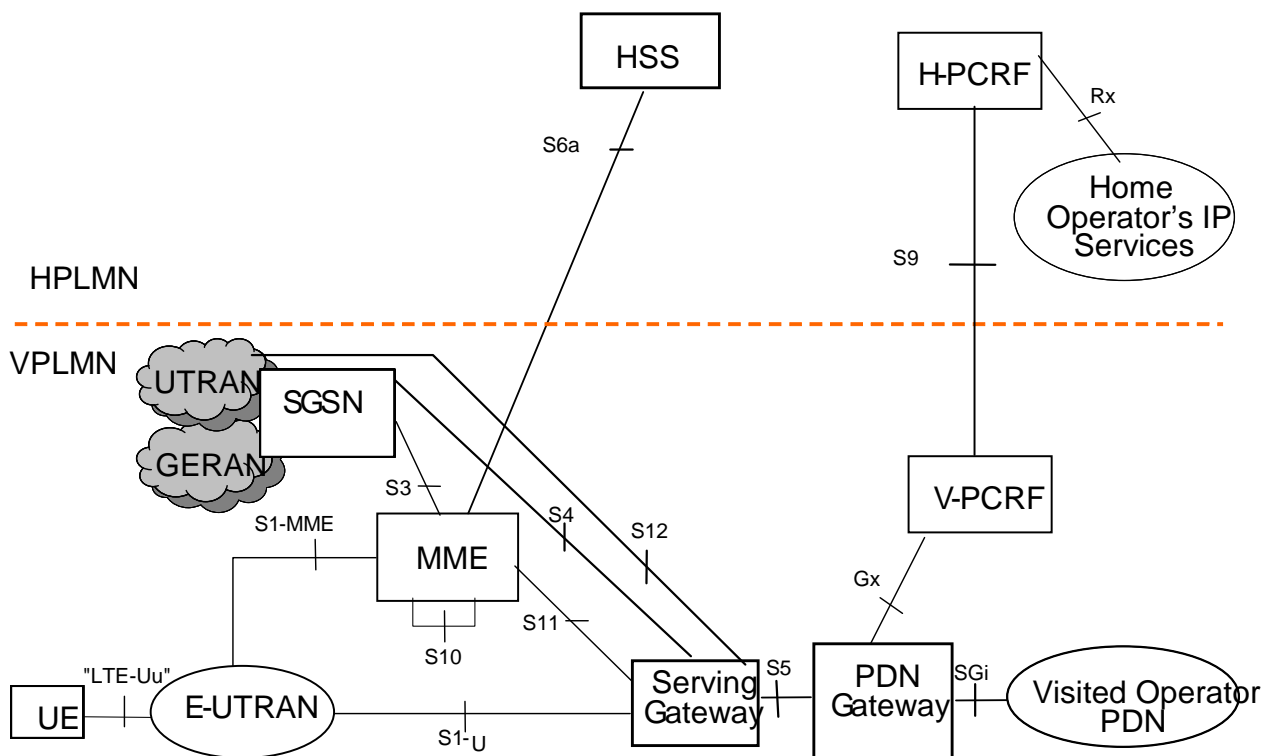 HSS
H-PCRF
Rx
S6a
Home
Operator's IP
Services
S9
HPLMN
VPLMN
UTRAN
SGSN
GERAN
S3
V-PCRF
S1-MME
S4
S12
MME
Gx
S11
S10
"LTE-Uu"
S5
SGi
UE
E-UTRAN
Serving
Gateway
PDN
Gateway
Visited Operator
PDN
S1-U